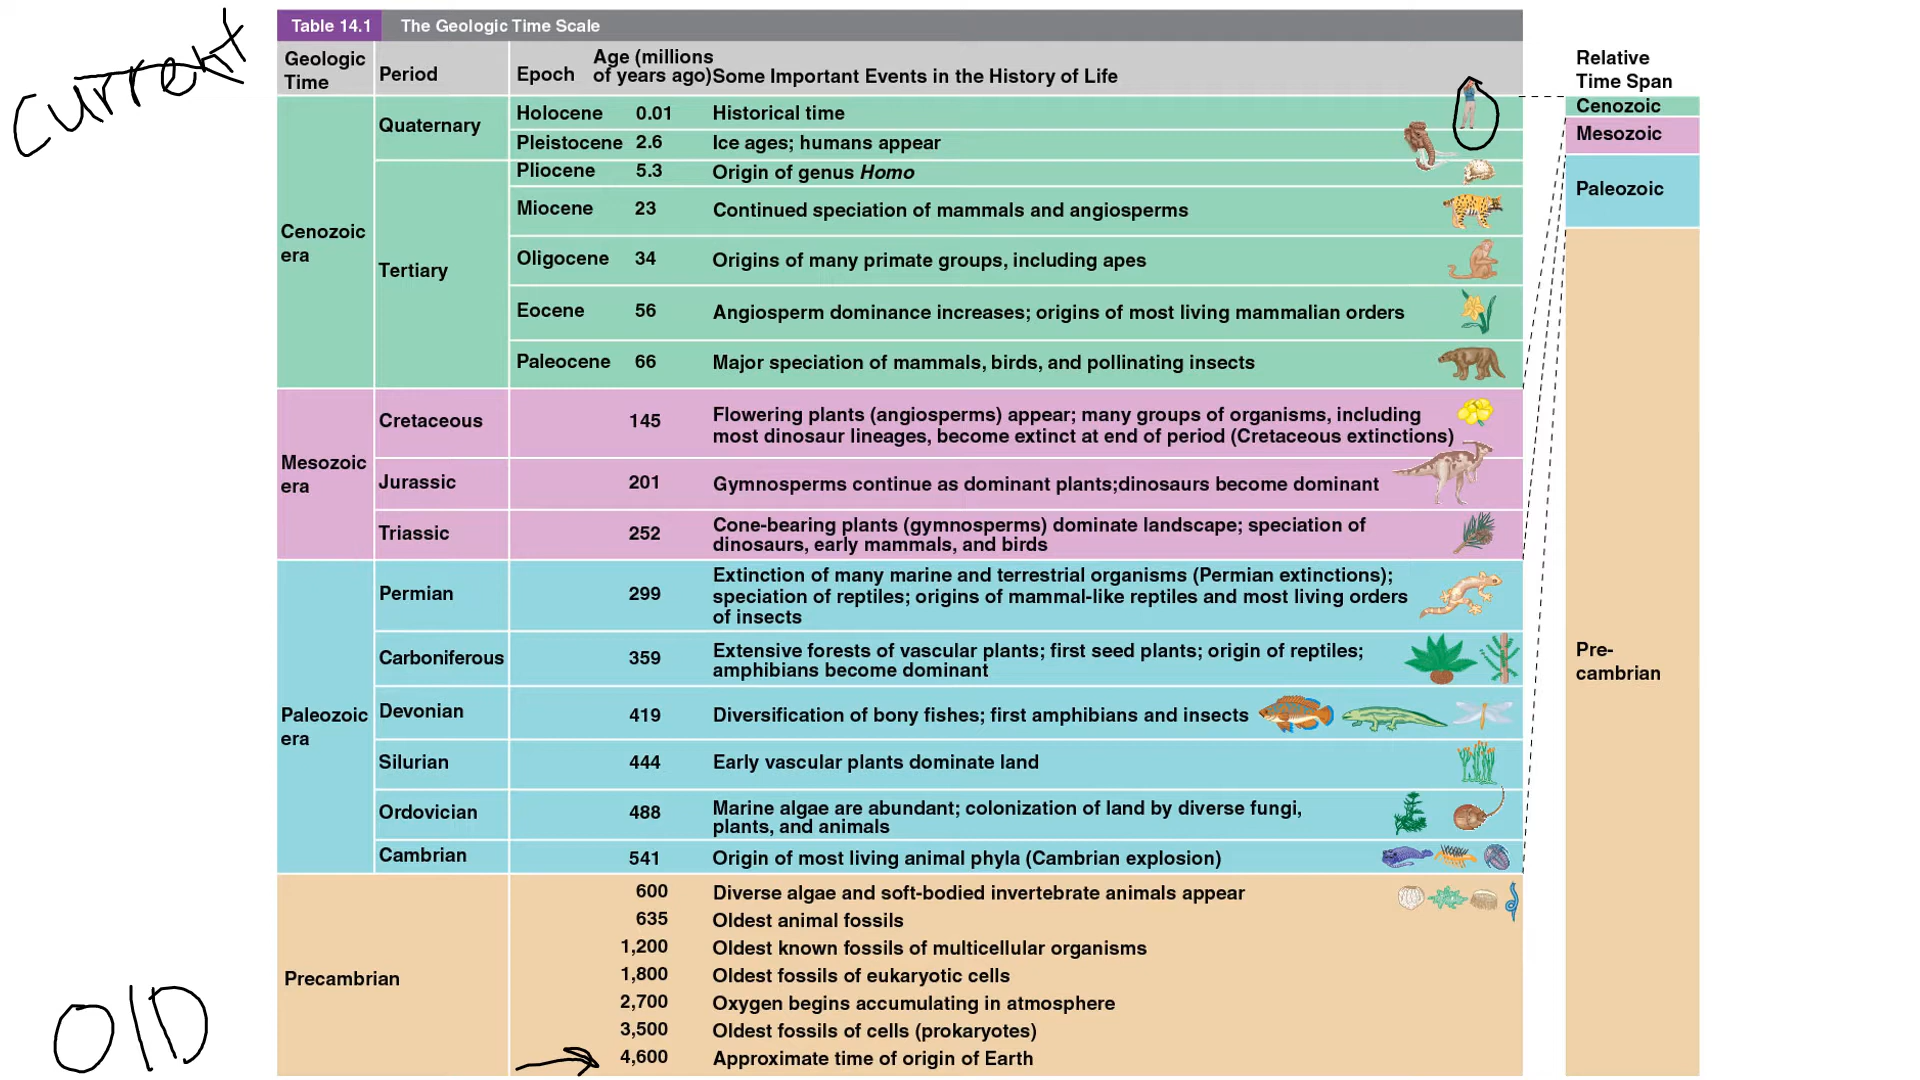 Current
Table 14.1 The Geologic Time Scale
Geologic Time Period Epoch Age (millions of years ago) Some Important Events in the History of Life
Cenozoic era
Quaternary
Holocene 0.01 Historical time
Pleistocene 2.6 Ice ages; humans appear
Tertiary
Pliocene 5.3 Origin of genus Homo
Miocene 23 Continued speciation of mammals and angiosperms
Oligocene 34 Origins of many primate groups, including apes
Eocene 56 Angiosperm dominance increases; origins of most living mammalian orders
Paleocene 66 Major speciation of mammals, birds, and pollinating insects
Mesozoic era
Cretaceous 145 Flowering plants (angiosperms) appear; many groups of organisms, including
most dinosaur lineages, become extinct at end of period (Cretaceous extinctions)
Jurassic 201 Gymnosperms continue as dominant plants;dinosaurs become dominant
Triassic 252 Cone-bearing plants (gymnosperms) dominate landscape; speciation of
dinosaurs, early mammals, and birds
Paleozoic era
Permian 299 Extinction of many marine and terrestrial organisms (Permian extinctions);
speciation of reptiles; origins of mammal-like reptiles and most living orders
of insects
Carboniferous 359 Extensive forests of vascular plants; first seed plants; origin of reptiles;
amphibians become dominant
Devonian 419 Diversification of bony fishes; first amphibians and insects
Silurian 444 Early vascular plants dominate land
Ordovician 488 Marine algae are abundant; colonization of land by diverse fungi,
plants, and animals
Cambrian 541 Origin of most living animal phyla (Cambrian explosion)
Precambrian
600 Diverse algae and soft-bodied invertebrate animals appear
635 Oldest animal fossils
1,200 Oldest known fossils of multicellular organisms
1,800 Oldest fossils of eukaryotic cells
2,700 Oxygen begins accumulating in atmosphere
3,500 Oldest fossils of cells (prokaryotes)
4,600 Approximate time of origin of Earth
OlD
Relative
Time Span
Cenozoic
Mesozoic
Paleozoic
Pre-
cambrian